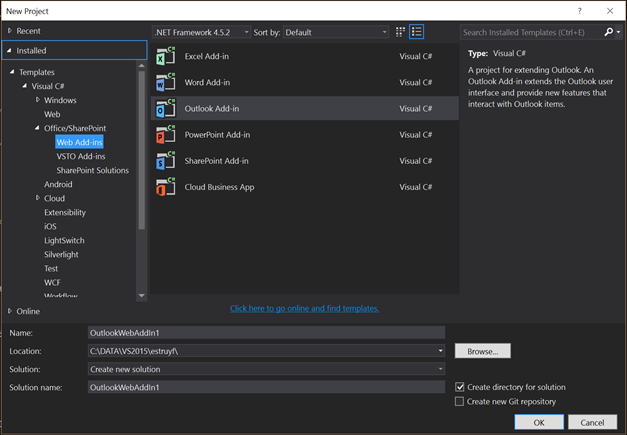 New Project
? ×
Recent
Installed
.NET Framework 4.5.2
Sort by: Default
Search Installed Templates (Ctrl+E)
Templates
Visual C#
Windows
Web
Office/SharePoint
Web Add-ins
VSTO Add-ins
SharePoint Solutions
Android
Cloud
Extensibility
iOS
LightSwitch
Silverlight
Test
WCF
Workflow
Online
Excel Add-in Visual C#
Word Add-in Visual C#
Outlook Add-in Visual C#
PowerPoint Add-in Visual C#
SharePoint Add-in Visual C#
Cloud Business App Visual C#
Type: Visual C#
A project for extending Outlook. An
Outlook Add-in extends the Outlook user
interface and provide new features that
interact with Outlook items.
Click here to go online and find templates.
Name: OutlookWebAddIn1
Location: C:\DATA\VS2015\estruyf\
Browse...
Solution: Create new solution
Solution name: OutlookWebAddIn1
Create directory for solution
Create new Git repository
OK Cancel